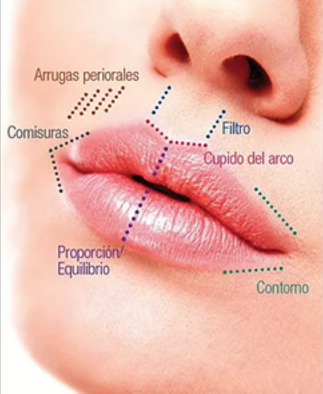 Arrugas periorales
Comisuras
Filtro
Cupido del arco
Proporción/
Equilibrio
Contorno